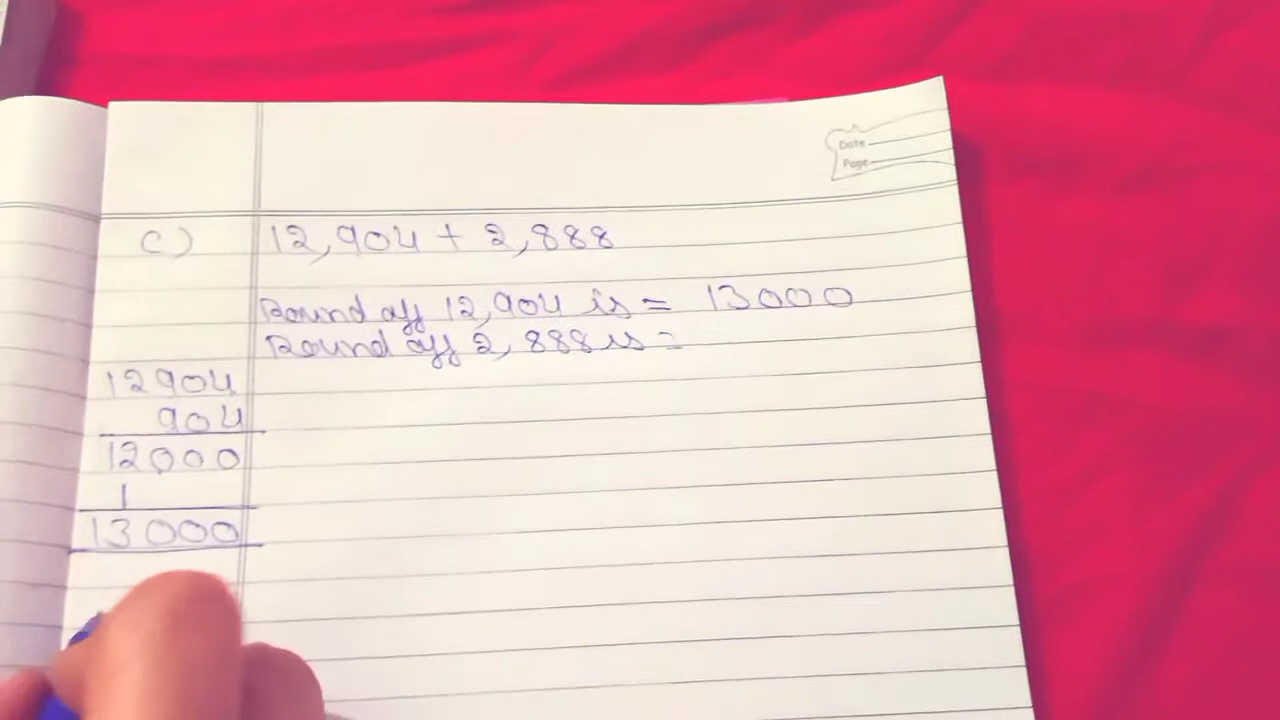 Date
Page
c) 12,904 + 2,888
Round off 12,904 is = 13000
Round off 2,888 is =
12904
904
12000
1
13000